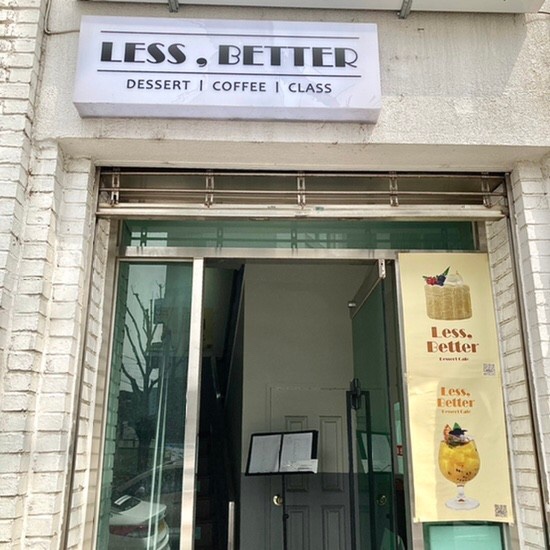 LESS , BETTER
DESSERT | COFFEE | CLASS
Less,
Better
Dessert Cafe
Less,
Better
Dessert Cafe